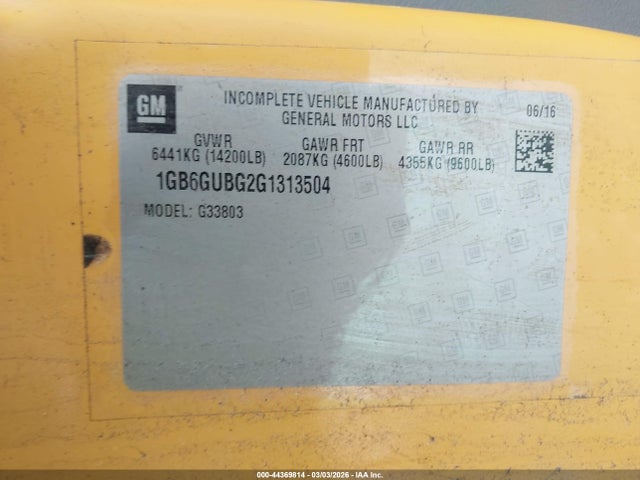 GM
INCOMPLETE VEHICLE MANUFACTURED BY
GENERAL MOTORS LLC
06/16
GVWR GAWR FRT GAWR RR
6441KG (14200LB) 2087KG (4600LB) 4355KG (9600LB)
1GB6GUBG2G1313504
MODEL: G33803
000-44369814 | 03/03/2026 - IAA Inc.